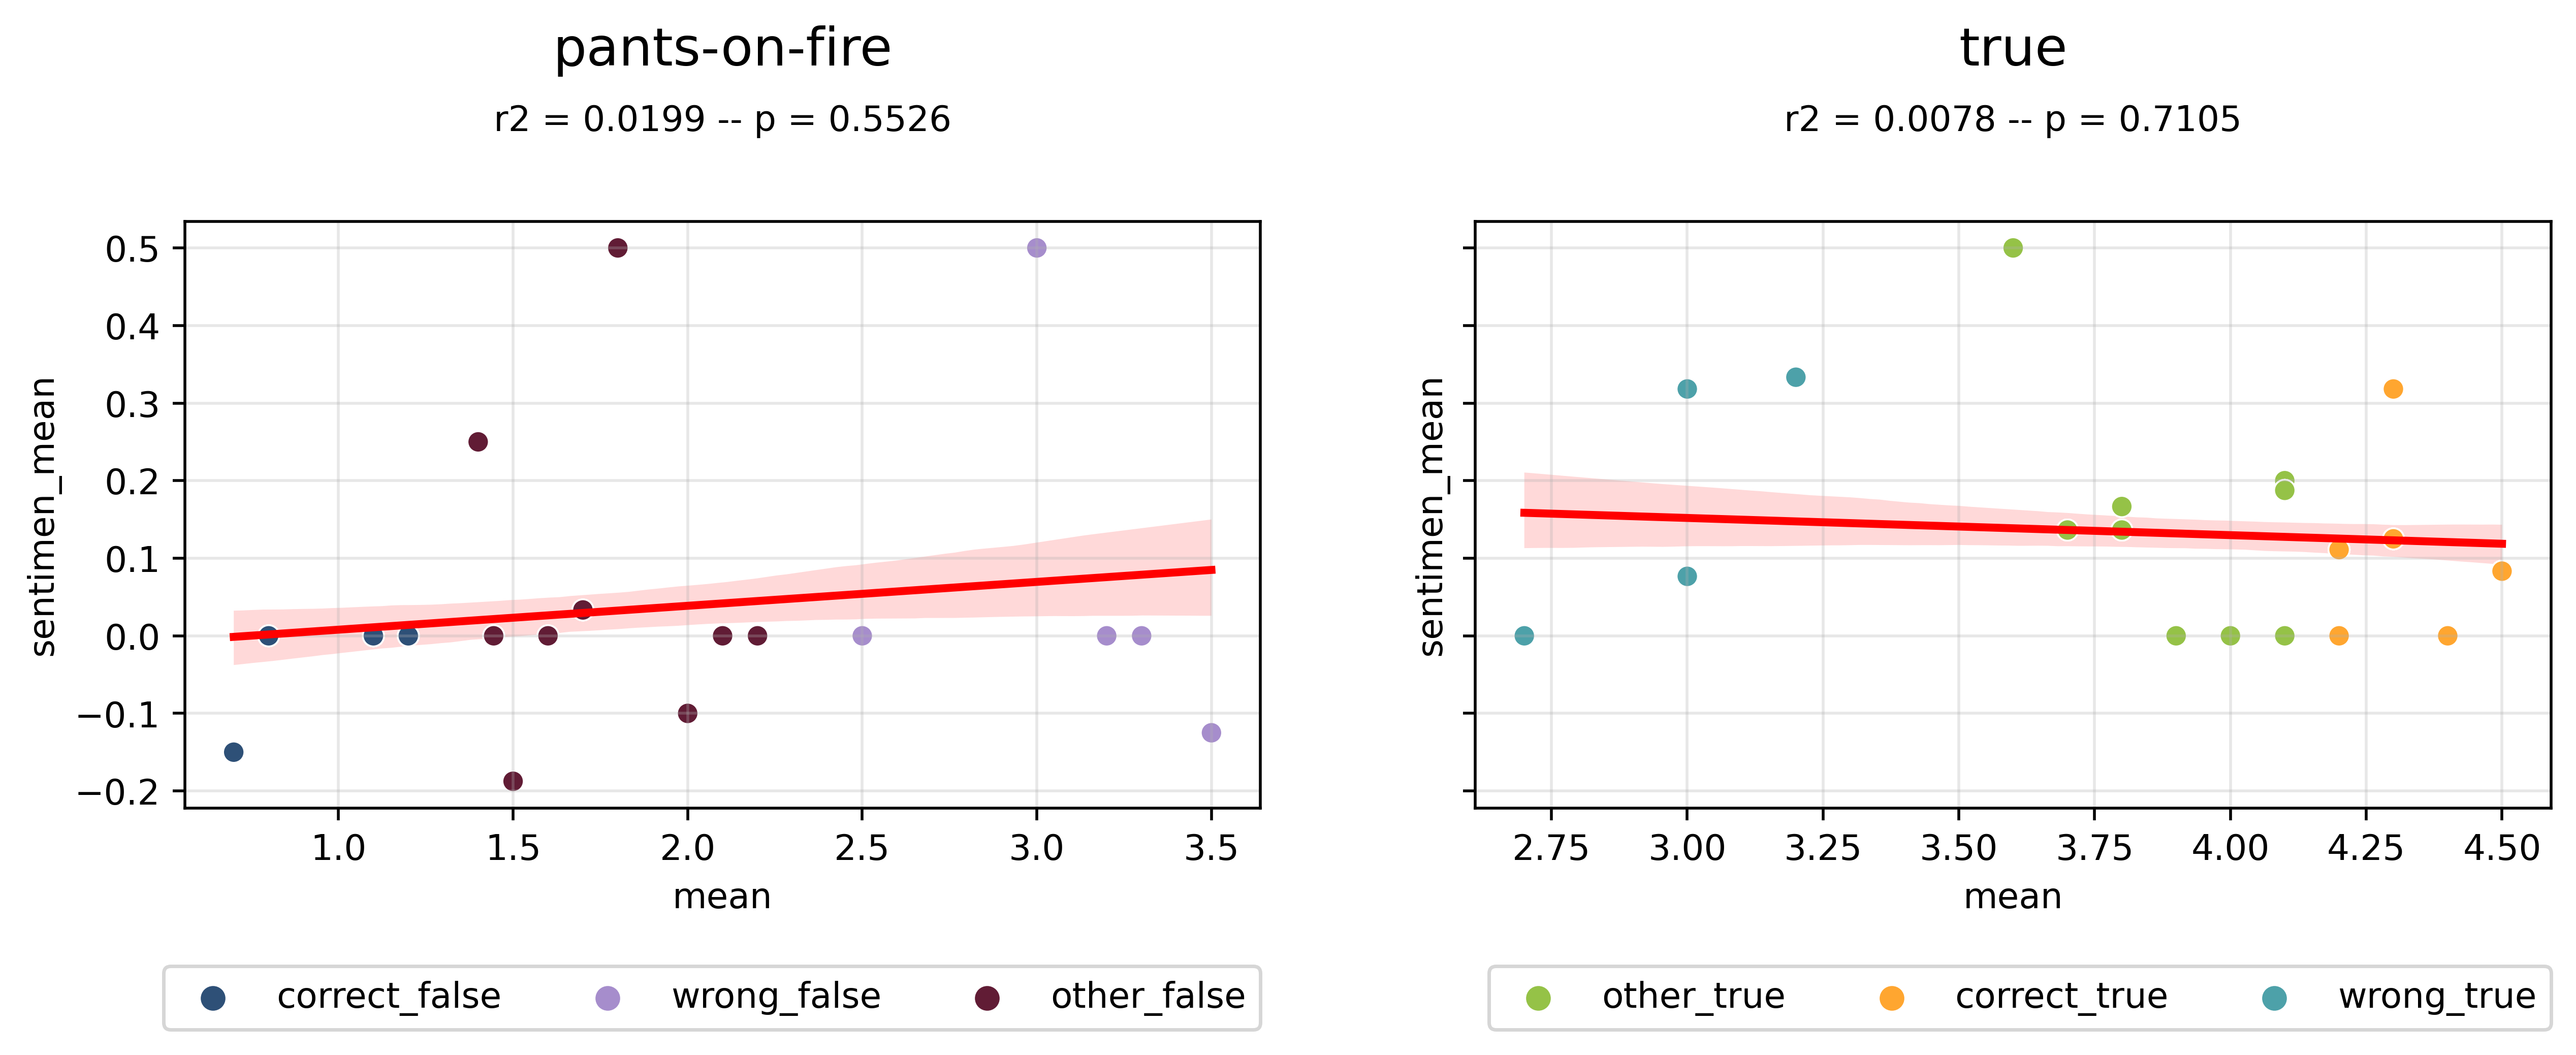 pants-on-fire
r2 = 0.0199 -- p = 0.5526
sentimen_mean
0.5
0.4
0.3
0.2
0.1
0.0
−0.1
−0.2
1.0 1.5 2.0 2.5 3.0 3.5
mean
correct_false wrong_false other_false
true
r2 = 0.0078 -- p = 0.7105
sentimen_mean
2.75 3.00 3.25 3.50 3.75 4.00 4.25 4.50
mean
other_true correct_true wrong_true